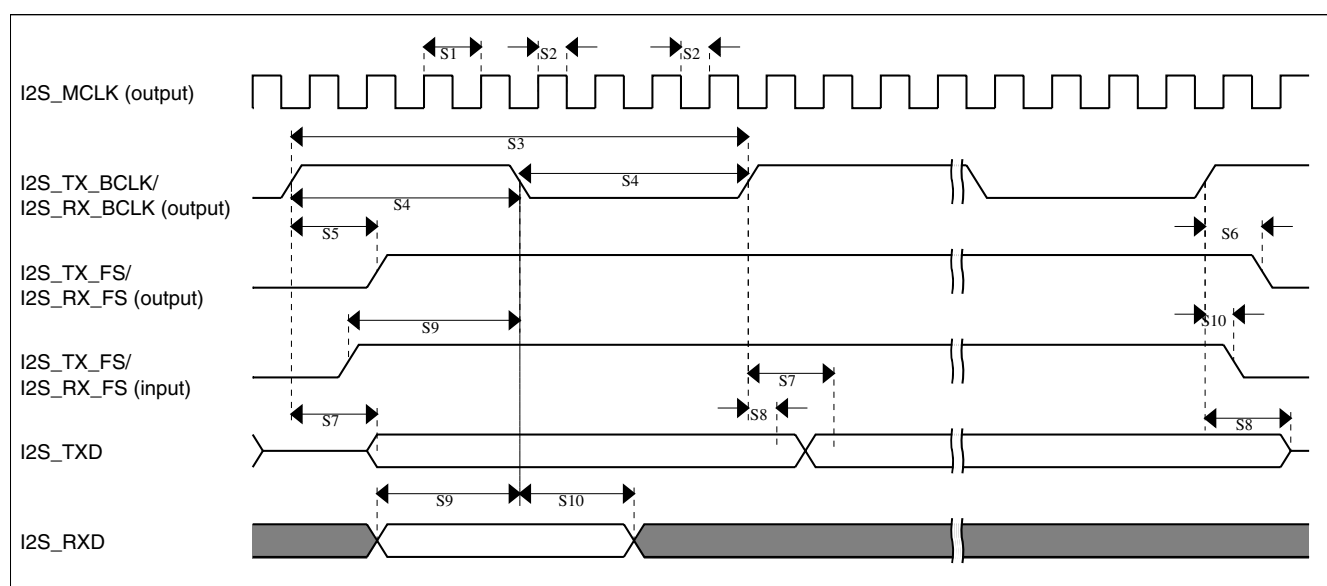 S1
S2
S2
I2S_MCLK (output)
S3
I2S_TX_BCLK/
I2S_RX_BCLK (output)
S4
S4
S5
S6
I2S_TX_FS/
I2S_RX_FS (output)
S9
S10
I2S_TX_FS/
I2S_RX_FS (input)
S7
S7
S8
S8
I2S_TXD
S9
S10
I2S_RXD